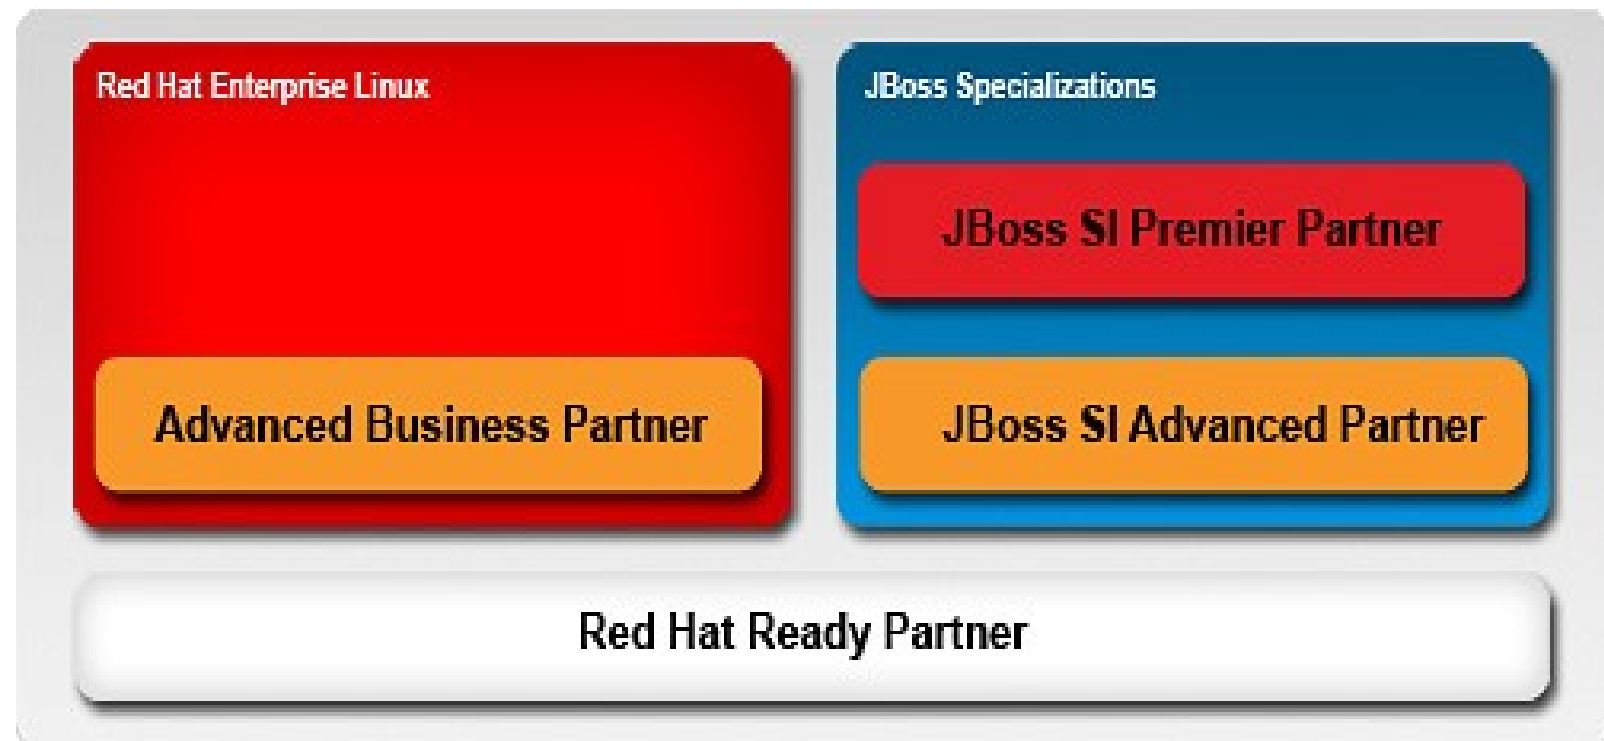 Red Hat Enterprise Linux
Advanced Business Partner
JBoss Specializations
JBoss SI Premier Partner
JBoss SI Advanced Partner
Red Hat Ready Partner